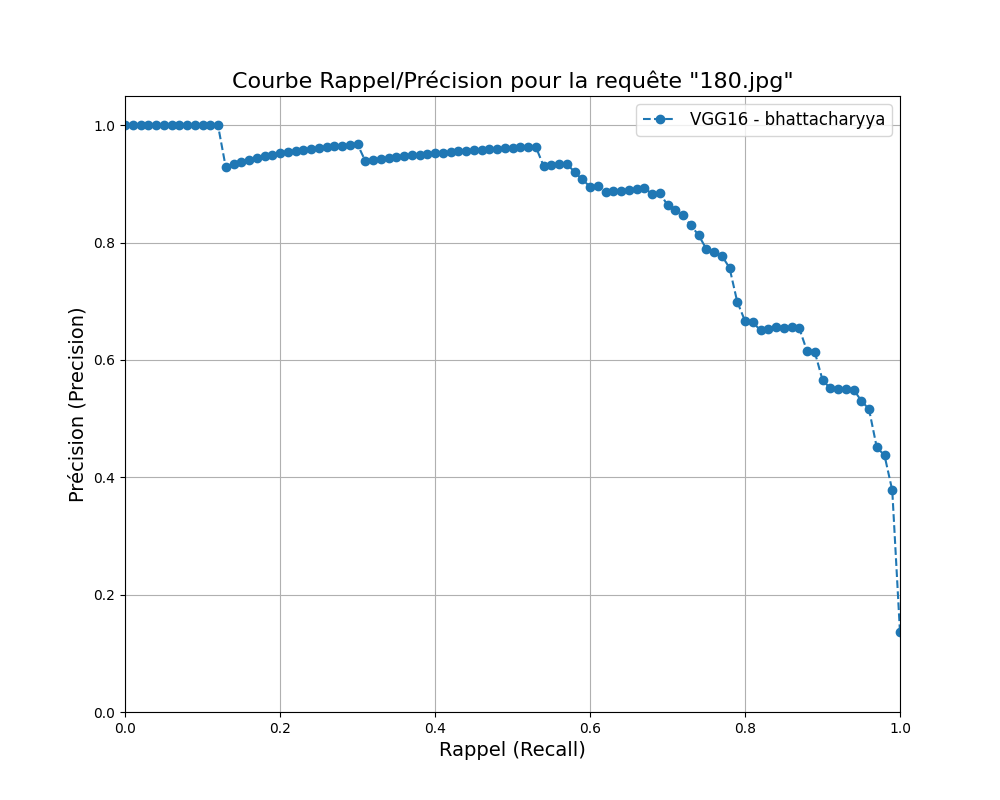 Courbe Rappel/Précision pour la requête "180.jpg"
VGG16 - bhattacharyya
Précision (Precision)
1.0
0.8
0.6
0.4
0.2
0.0
0.0 0.2 0.4 0.6 0.8 1.0
Rappel (Recall)